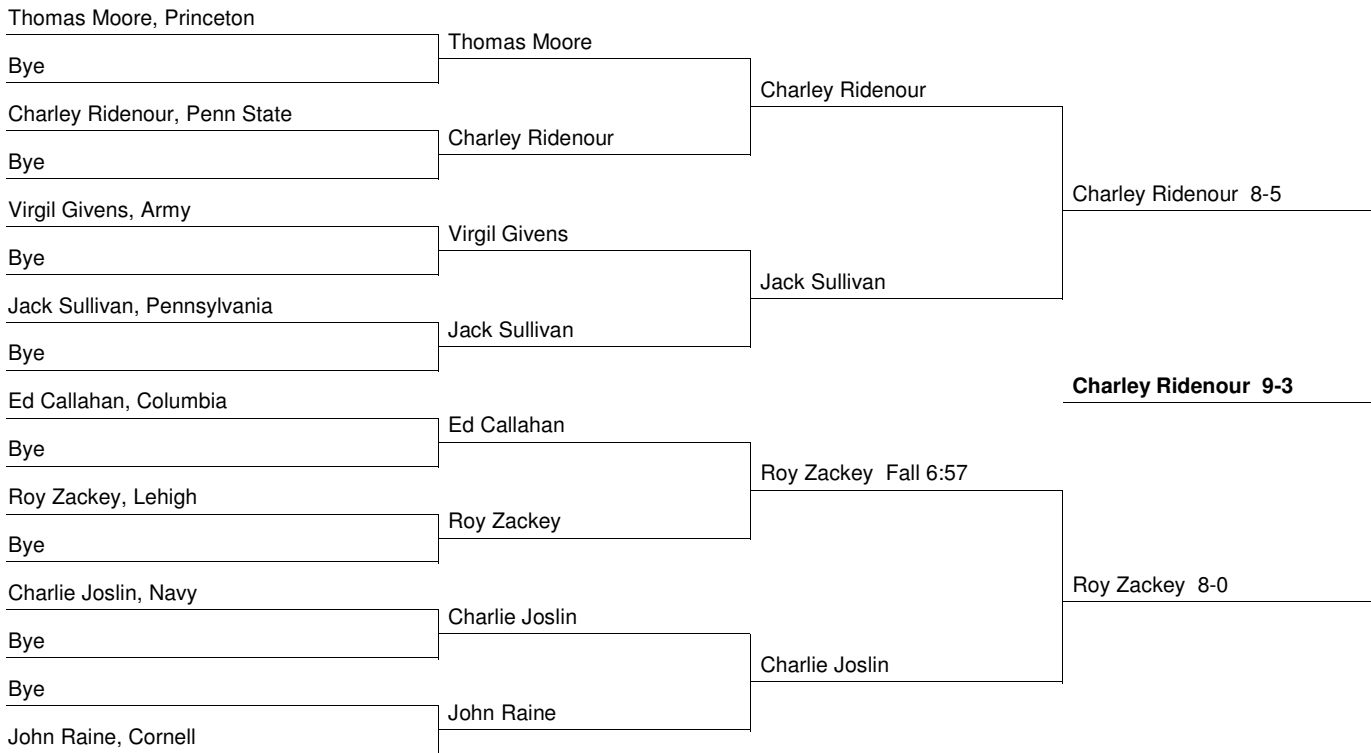 Thomas Moore, Princeton
Bye
Charley Ridenour, Penn State
Bye
Virgil Givens, Army
Bye
Jack Sullivan, Pennsylvania
Bye
Ed Callahan, Columbia
Bye
Roy Zackey, Lehigh
Bye
Charlie Joslin, Navy
Bye
Bye
John Raine, Cornell
Thomas Moore
Charley Ridenour
Virgil Givens
Jack Sullivan
Ed Callahan
Roy Zackey
Charlie Joslin
John Raine
Charley Ridenour
Jack Sullivan
Roy Zackey Fall 6:57
Charlie Joslin
Charley Ridenour 8-5
Charley Ridenour 9-3
Roy Zackey 8-0